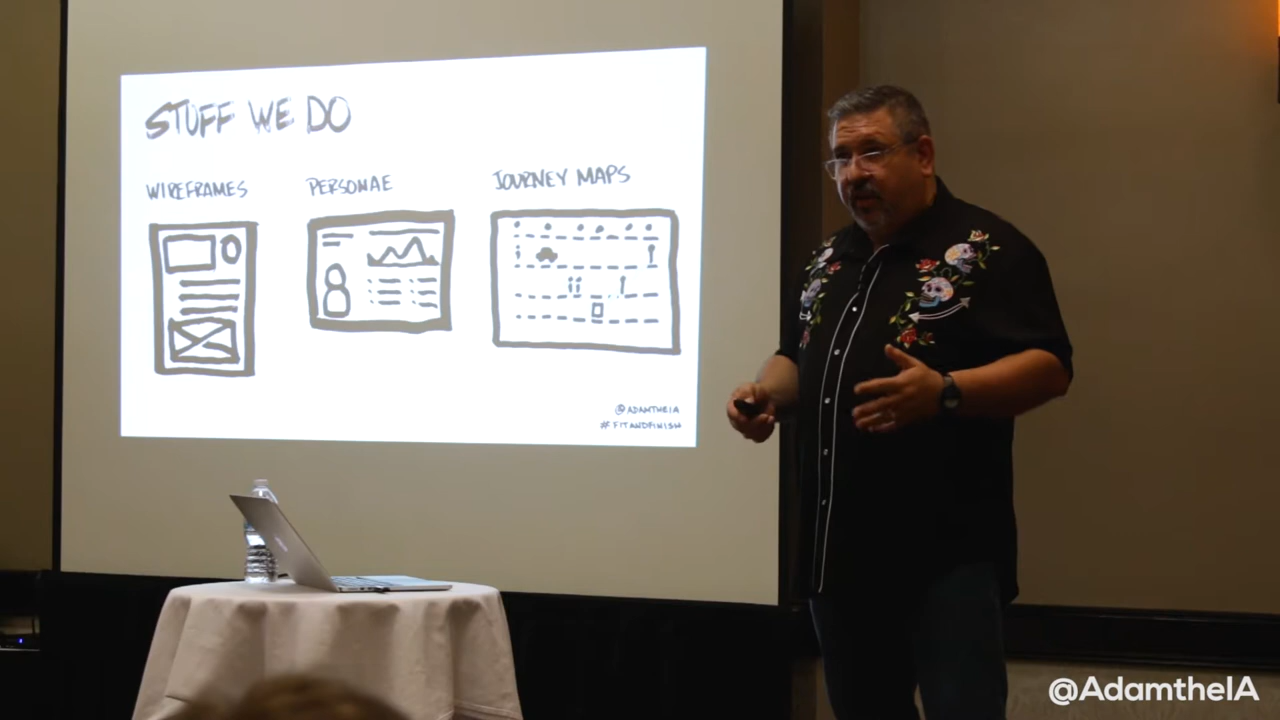 STUFF WE DO
WIREFRAMES
PERSONAE
JOURNEY MAPS
@ADAMTHEIA
#FITANDFINISH
@AdamtheIA